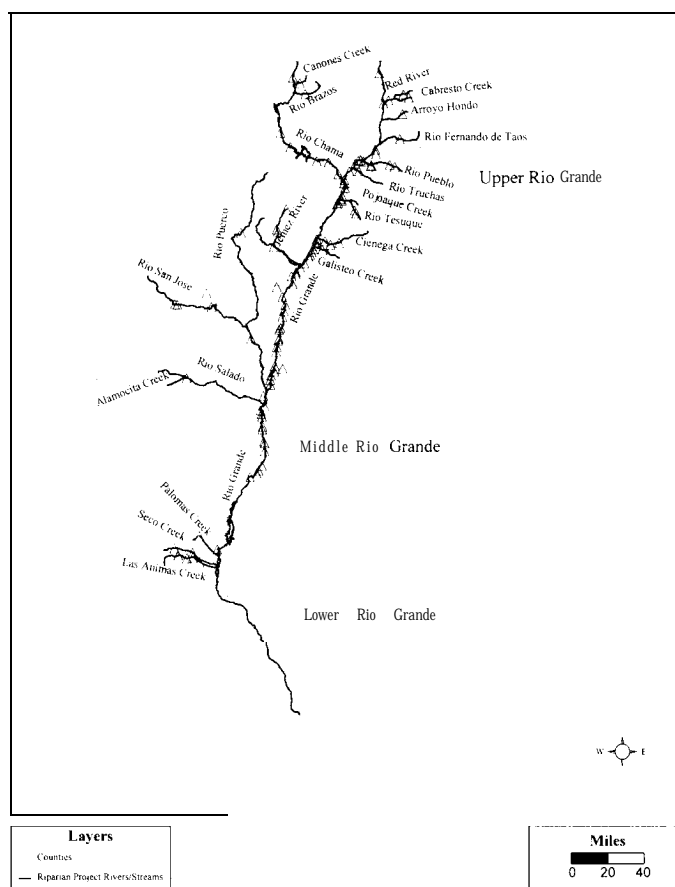 Canones Creek
Red River
Cabresto Creek
Rio Brazos
Arroyo Hondo
Rio Fernando de Taos
Rio Chama
Rio Pueblo
Upper Rio Grande
Rio Truchas
Pojoaque Creek
Rio Tesuque
Jemez River
Rio Puerco
Cienega Creek
Galisteo Creek
Rio San Jose
Rio Grande
Rio Salado
Alamocita Creek
Middle Rio Grande
Rio Grande
Palomas Creek
Seco Creek
Las Animas Creek
Lower Rio Grande
W E
Layers
Counties
Riparian Project Rivers/Streams
Miles
0 20 40